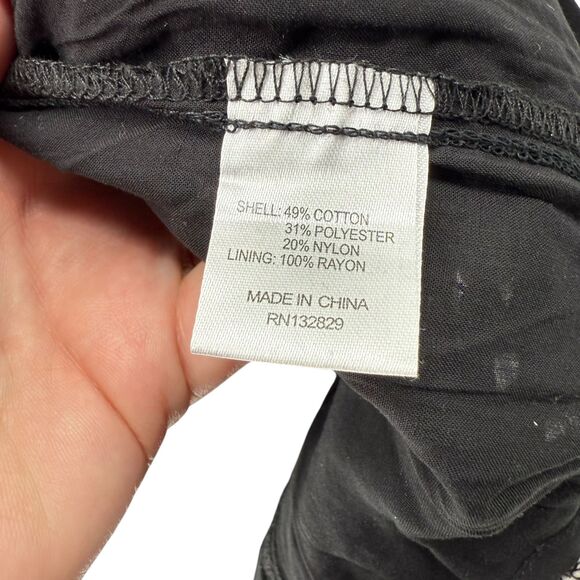 SHELL: 49% COTTON
31% POLYESTER
20% NYLON
LINING: 100% RAYON
MADE IN CHINA
RN132829